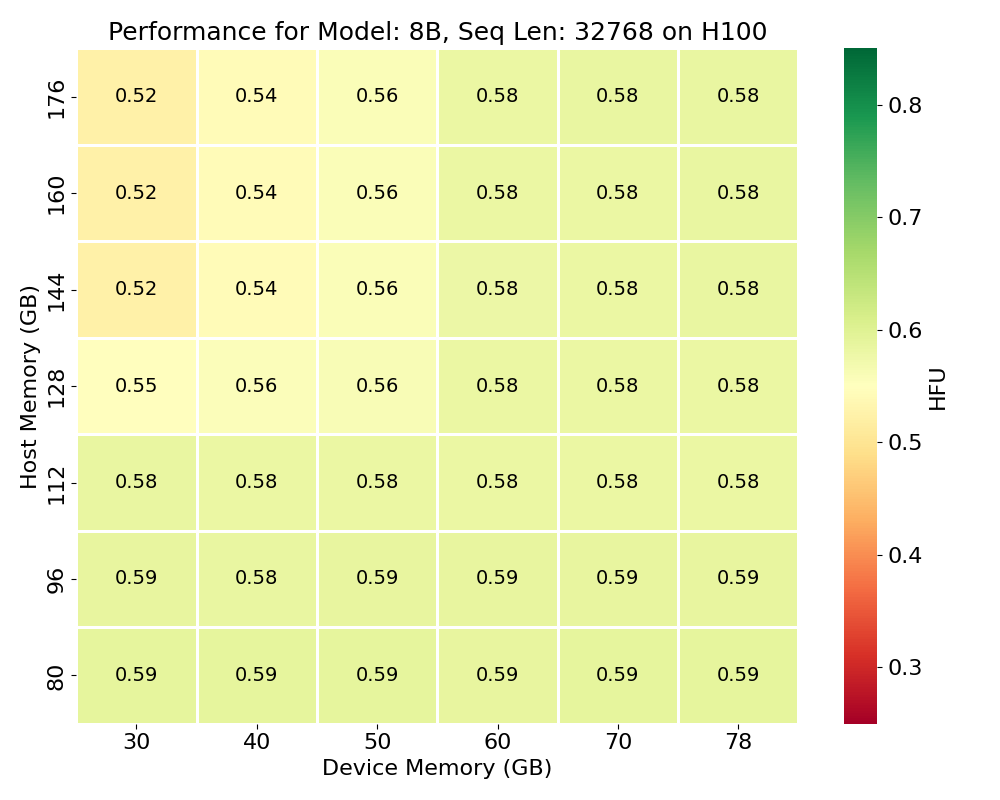 Performance for Model: 8B, Seq Len: 32768 on H100
Host Memory (GB)
176 0.52 0.54 0.56 0.58 0.58 0.58
160 0.52 0.54 0.56 0.58 0.58 0.58
144 0.52 0.54 0.56 0.58 0.58 0.58
128 0.55 0.56 0.56 0.58 0.58 0.58
112 0.58 0.58 0.58 0.58 0.58 0.58
96 0.59 0.58 0.59 0.59 0.59 0.59
80 0.59 0.59 0.59 0.59 0.59 0.59
30 40 50 60 70 78
Device Memory (GB)
0.8
0.7
0.6
0.5
0.4
0.3
HFU